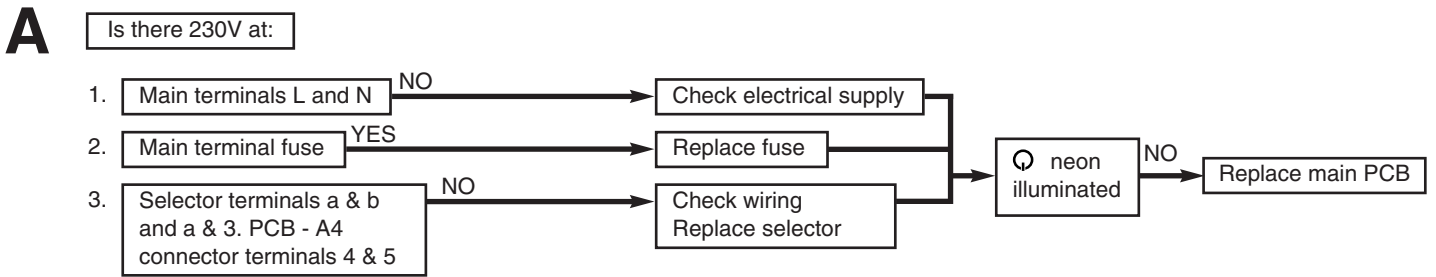 A
Is there 230V at:
1. Main terminals L and N
NO
Check electrical supply
2. Main terminal fuse
YES
Replace fuse
3. Selector terminals a & b
and a & 3. PCB - A4
connector terminals 4 & 5
NO
Check wiring
Replace selector
neon
illuminated
NO
Replace main PCB